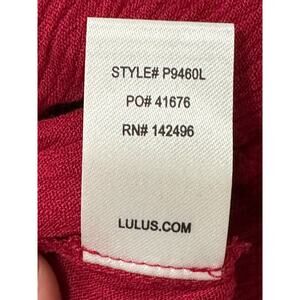 STYLE# P9460L
PO# 41676
RN# 142496
LULUS.COM